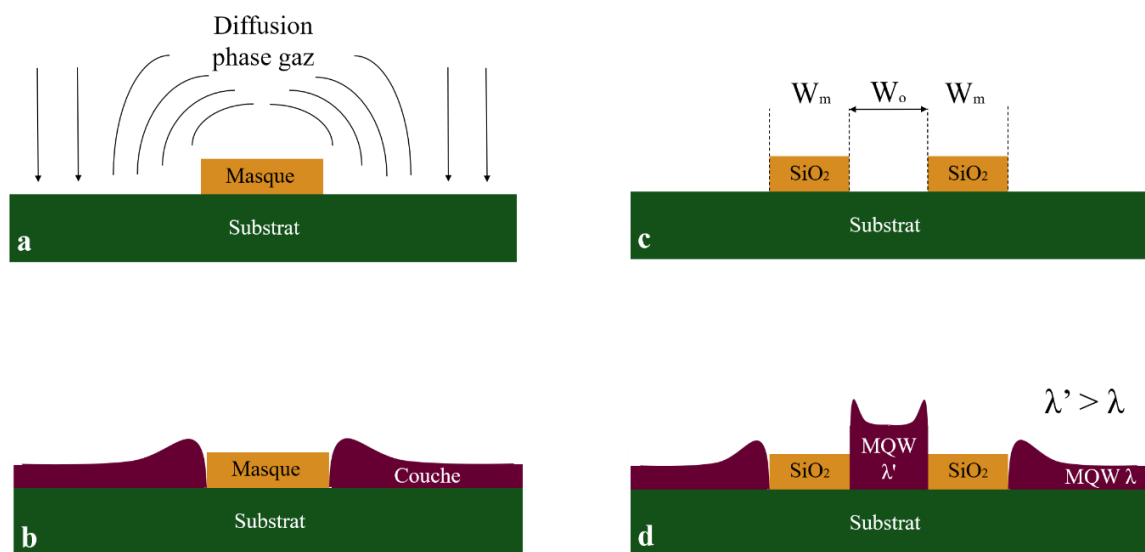 Diffusion
phase gaz
Masque
Substrat
a
Wₘ
Wₒ
Wₘ
SiO₂
SiO₂
Substrat
c
Masque
Couche
Substrat
b
λ’ > λ
MQW
λ'
SiO₂
SiO₂
MQW λ
Substrat
d